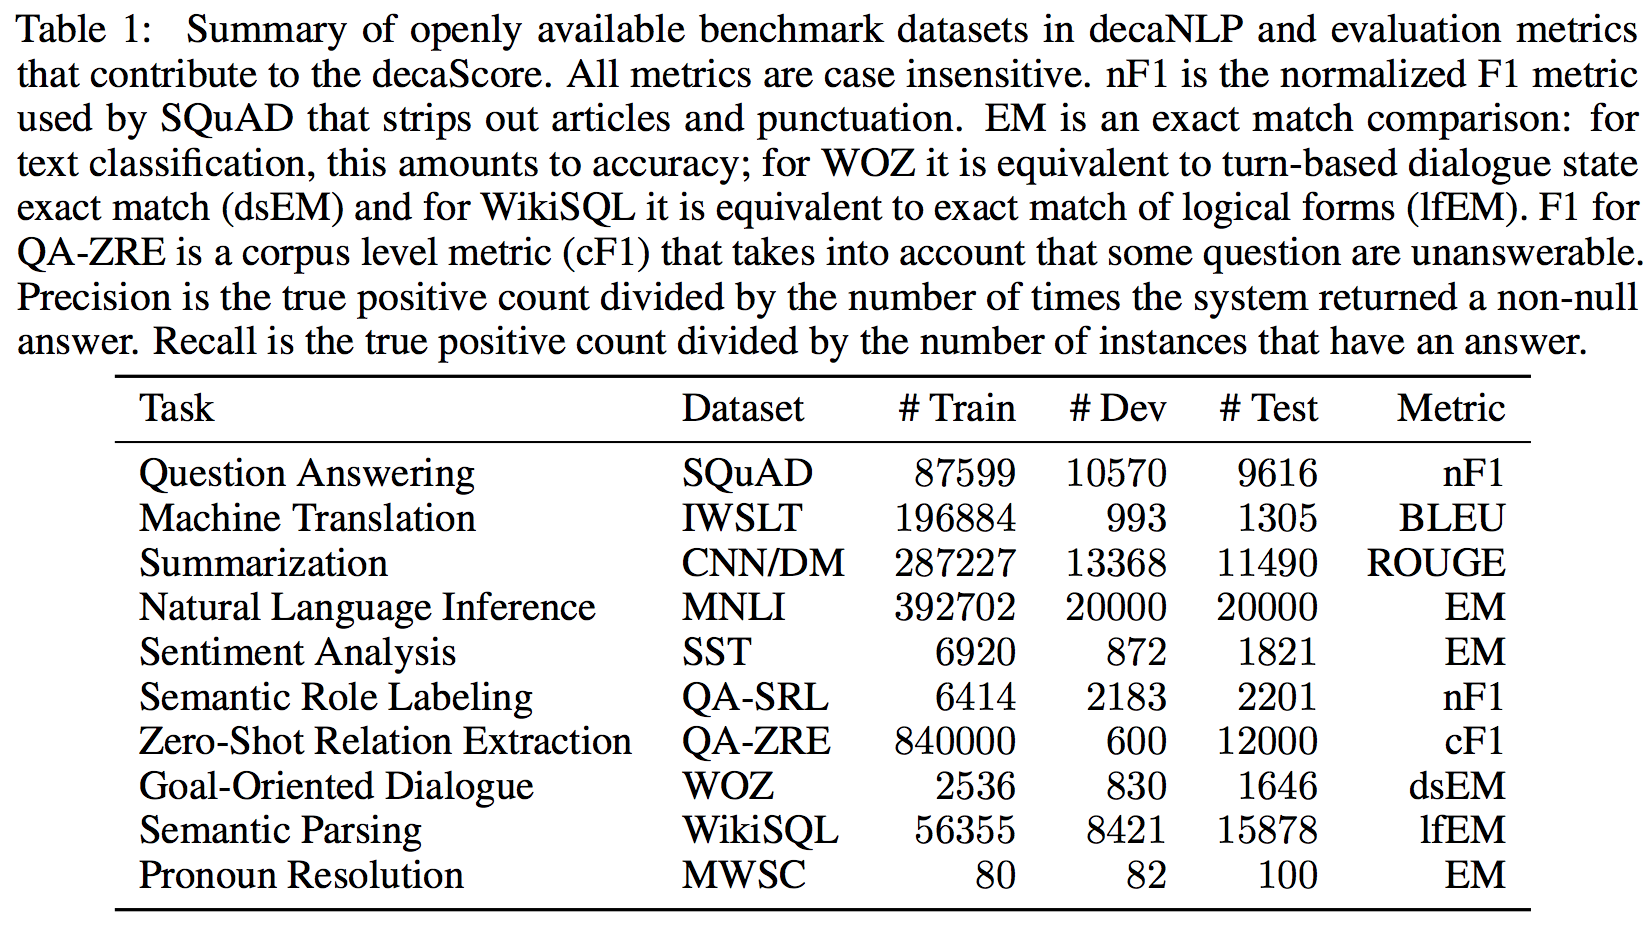 Table 1: Summary of openly available benchmark datasets in decaNLP and evaluation metrics
that contribute to the decaScore. All metrics are case insensitive. nF1 is the normalized F1 metric
used by SQuAD that strips out articles and punctuation. EM is an exact match comparison: for
text classification, this amounts to accuracy; for WOZ it is equivalent to turn-based dialogue state
exact match (dsEM) and for WikiSQL it is equivalent to exact match of logical forms (lfEM). F1 for
QA-ZRE is a corpus level metric (cF1) that takes into account that some question are unanswerable.
Precision is the true positive count divided by the number of times the system returned a non-null
answer. Recall is the true positive count divided by the number of instances that have an answer.
Task Dataset # Train # Dev # Test Metric
Question Answering SQuAD 87599 10570 9616 nF1
Machine Translation IWSLT 196884 993 1305 BLEU
Summarization CNN/DM 287227 13368 11490 ROUGE
Natural Language Inference MNLI 392702 20000 20000 EM
Sentiment Analysis SST 6920 872 1821 EM
Semantic Role Labeling QA-SRL 6414 2183 2201 nF1
Zero-Shot Relation Extraction QA-ZRE 840000 600 12000 cF1
Goal-Oriented Dialogue WOZ 2536 830 1646 dsEM
Semantic Parsing WikiSQL 56355 8421 15878 lfEM
Pronoun Resolution MWSC 80 82 100 EM